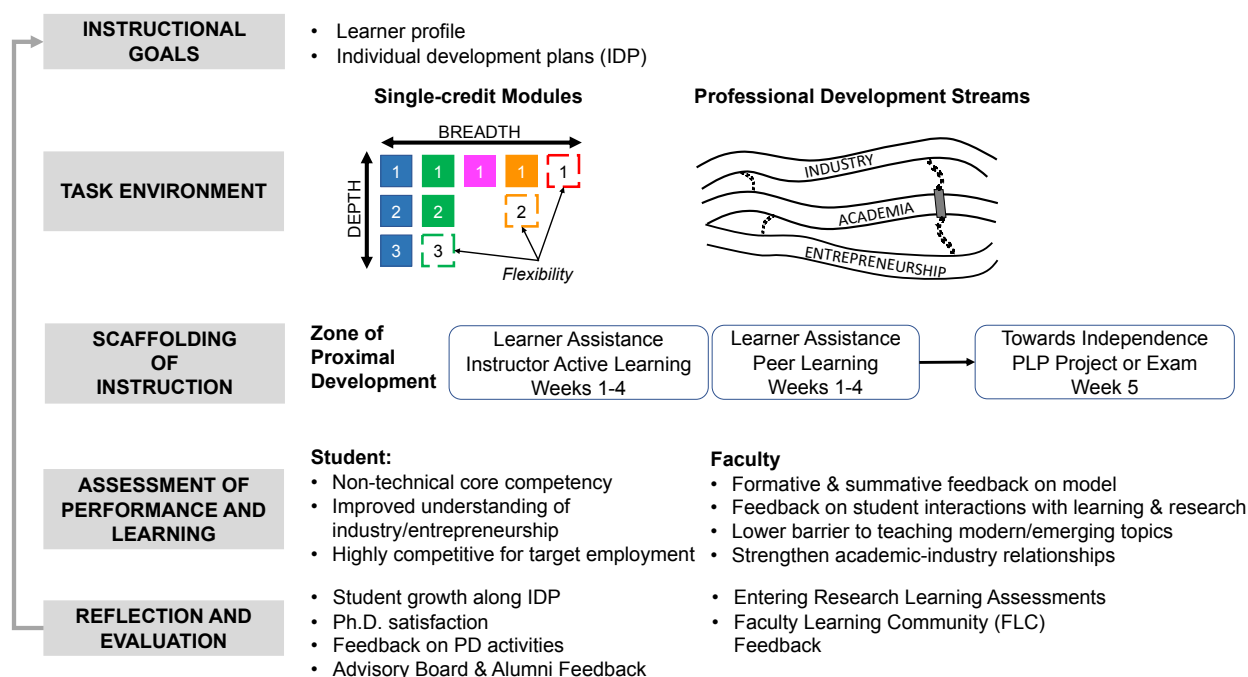 INSTRUCTIONAL
GOALS
• Learner profile
• Individual development plans (IDP)
TASK ENVIRONMENT
Single-credit Modules
BREADTH
DEPTH
1 1 1 1 1
2 2 2
3 3
Flexibility
Professional Development Streams
INDUSTRY
ACADEMIA
ENTREPRENEURSHIP
SCAFFOLDING
OF
INSTRUCTION
Zone of
Proximal
Development
Learner Assistance
Instructor Active Learning
Weeks 1-4
Learner Assistance
Peer Learning
Weeks 1-4
Towards Independence
PLP Project or Exam
Week 5
ASSESSMENT OF
PERFORMANCE AND
LEARNING
Student:
• Non-technical core competency
• Improved understanding of
industry/entrepreneurship
• Highly competitive for target employment
Faculty
• Formative & summative feedback on model
• Feedback on student interactions with learning & research
• Lower barrier to teaching modern/emerging topics
• Strengthen academic-industry relationships
REFLECTION AND
EVALUATION
• Student growth along IDP
• Ph.D. satisfaction
• Feedback on PD activities
• Advisory Board & Alumni Feedback
• Entering Research Learning Assessments
• Faculty Learning Community (FLC)
Feedback